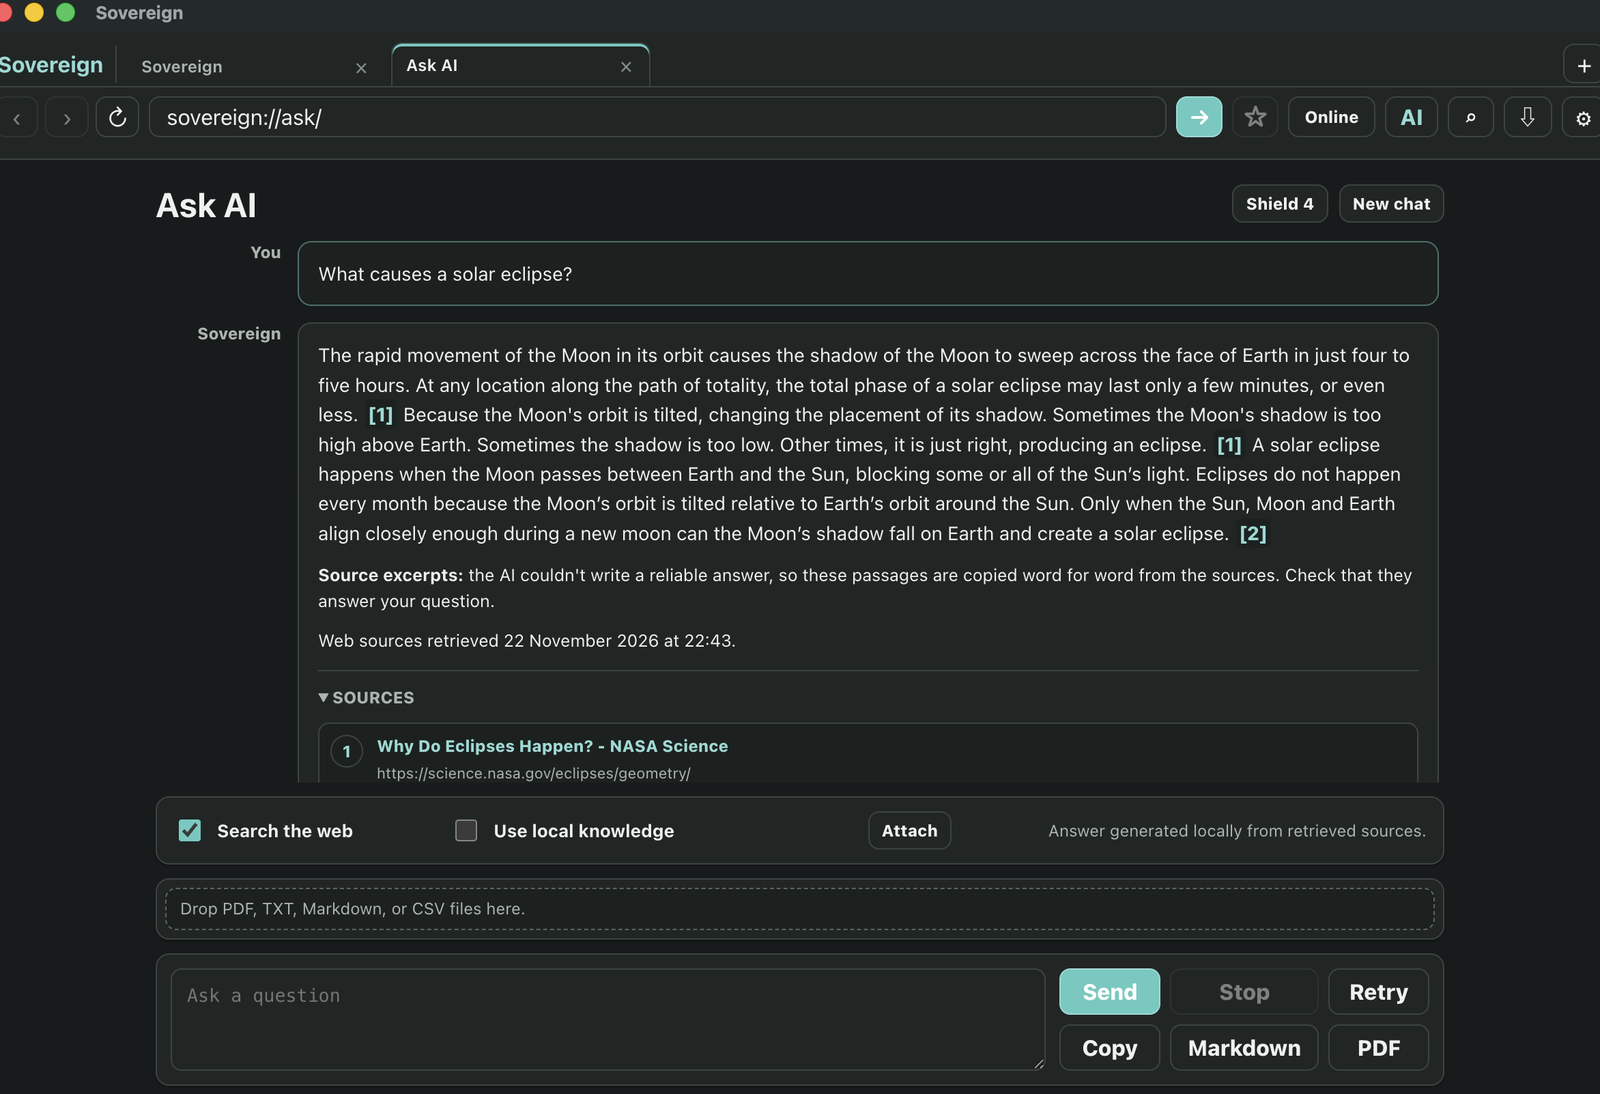 Sovereign
Sovereign
Sovereign
Ask AI
sovereign://ask/
Online
AI
Ask AI
Shield 4
New chat
You
What causes a solar eclipse?
Sovereign
The rapid movement of the Moon in its orbit causes the shadow of the Moon to sweep across the face of Earth in just four to
five hours. At any location along the path of totality, the total phase of a solar eclipse may last only a few minutes, or even
less. [1] Because the Moon's orbit is tilted, changing the placement of its shadow. Sometimes the Moon's shadow is too
high above Earth. Sometimes the shadow is too low. Other times, it is just right, producing an eclipse. [1] A solar eclipse
happens when the Moon passes between Earth and the Sun, blocking some or all of the Sun’s light. Eclipses do not happen
every month because the Moon’s orbit is tilted relative to Earth’s orbit around the Sun. Only when the Sun, Moon and Earth
align closely enough during a new moon can the Moon’s shadow fall on Earth and create a solar eclipse. [2]
Source excerpts: the AI couldn't write a reliable answer, so these passages are copied word for word from the sources. Check that they
answer your question.
Web sources retrieved 22 November 2026 at 22:43.
SOURCES
1
Why Do Eclipses Happen? - NASA Science
https://science.nasa.gov/eclipses/geometry/
Search the web
Use local knowledge
Attach
Answer generated locally from retrieved sources.
Drop PDF, TXT, Markdown, or CSV files here.
Ask a question
Send
Stop
Retry
Copy
Markdown
PDF